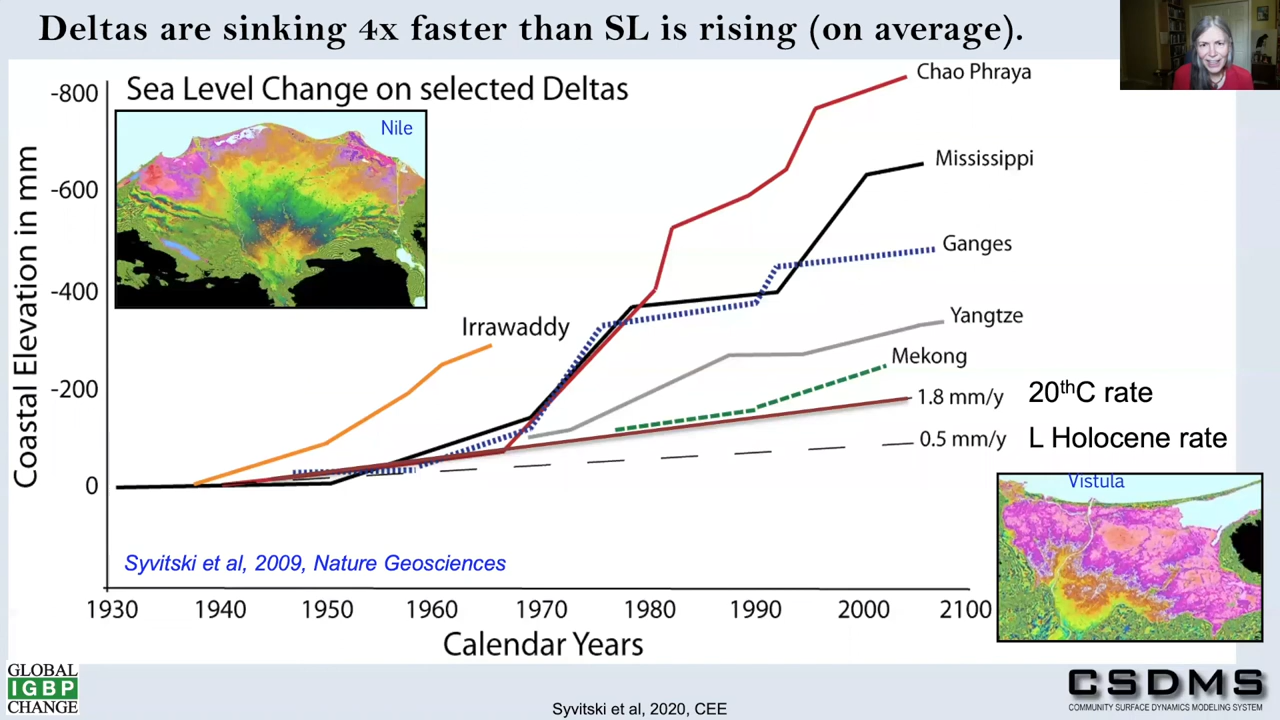 Deltas are sinking 4x faster than SL is rising (on average).
Sea Level Change on selected Deltas
Coastal Elevation in mm
-800
-600
-400
-200
0
Nile
Chao Phraya
Mississippi
Ganges
Irrawaddy
Yangtze
Mekong
1.8 mm/y 20thC rate
0.5 mm/y L Holocene rate
Vistula
Syvitski et al, 2009, Nature Geosciences
1930 1940 1950 1960 1970 1980 1990 2000 2100
Calendar Years
GLOBAL
IGBP
CHANGE
Syvitski et al, 2020, CEE
CSDMS
COMMUNITY SURFACE DYNAMICS MODELING SYSTEM